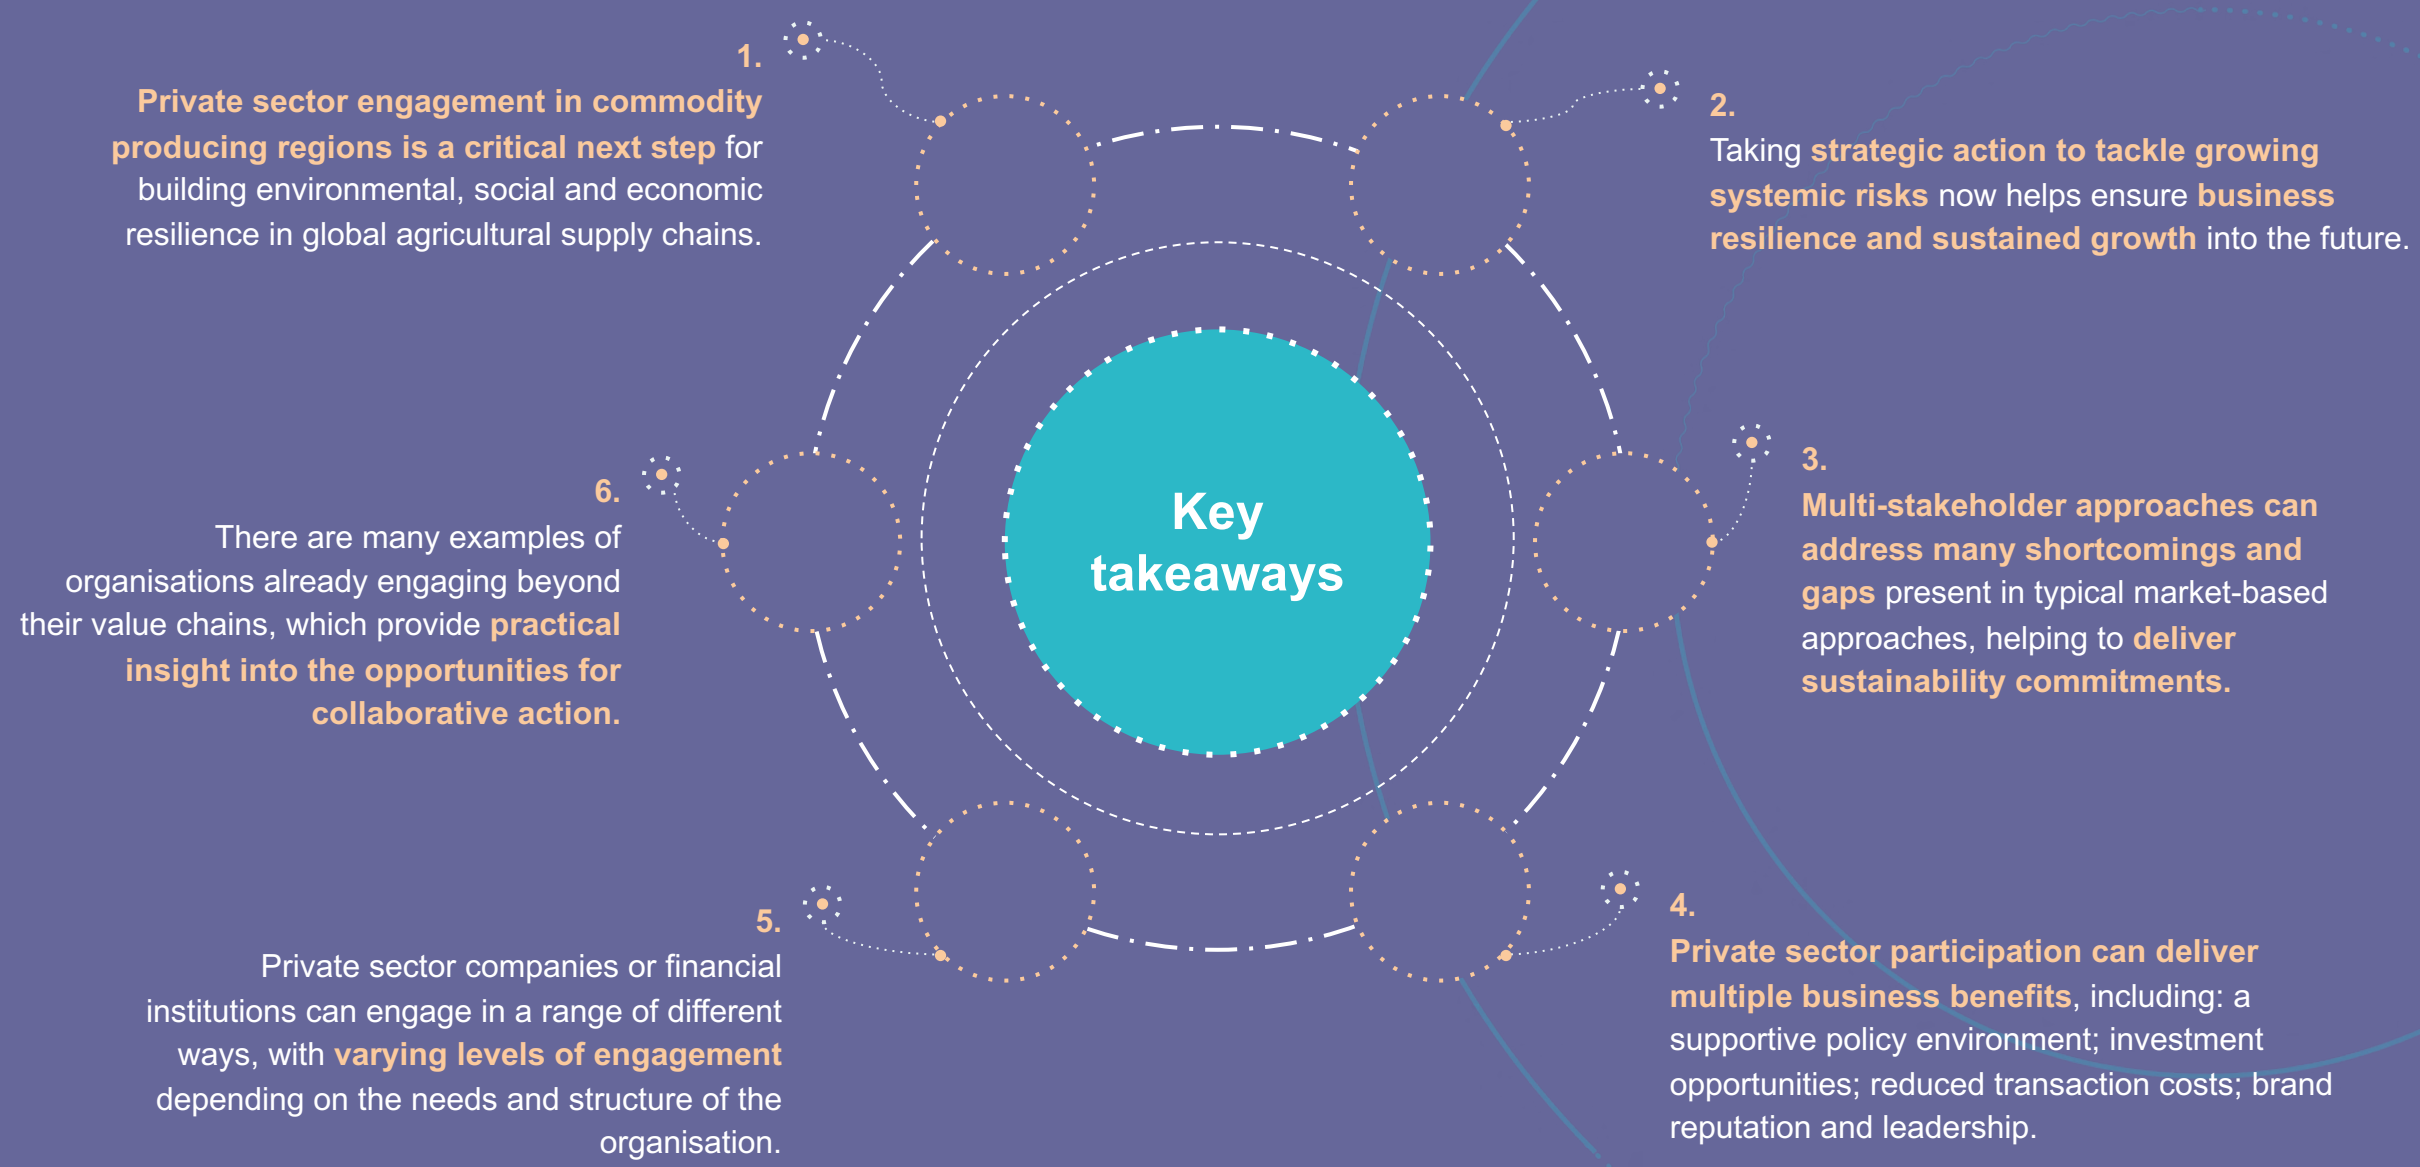 1.
Private sector engagement in commodity
producing regions is a critical next step for
building environmental, social and economic
resilience in global agricultural supply chains.
2.
Taking strategic action to tackle growing
systemic risks now helps ensure business
resilience and sustained growth into the future.
3.
Multi-stakeholder approaches can
address many shortcomings and
gaps present in typical market-based
approaches, helping to deliver
sustainability commitments.
4.
Private sector participation can deliver
multiple business benefits, including: a
supportive policy environment; investment
opportunities; reduced transaction costs; brand
reputation and leadership.
5.
Private sector companies or financial
institutions can engage in a range of different
ways, with varying levels of engagement
depending on the needs and structure of the
organisation.
6.
There are many examples of
organisations already engaging beyond
their value chains, which provide practical
insight into the opportunities for
collaborative action.
Key
takeaways